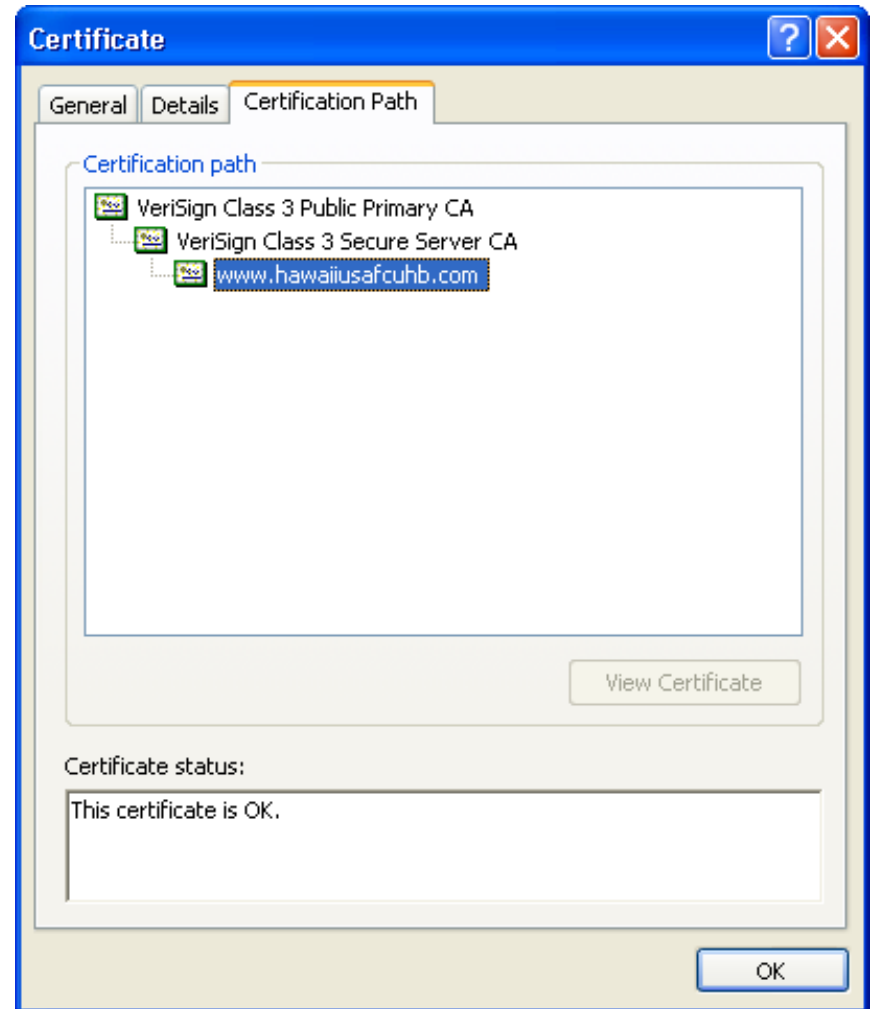 Certificate
General Details Certification Path
Certification path
VeriSign Class 3 Public Primary CA
VeriSign Class 3 Secure Server CA
www.hawaiiusafcuhb.com
View Certificate
Certificate status:
This certificate is OK.
OK